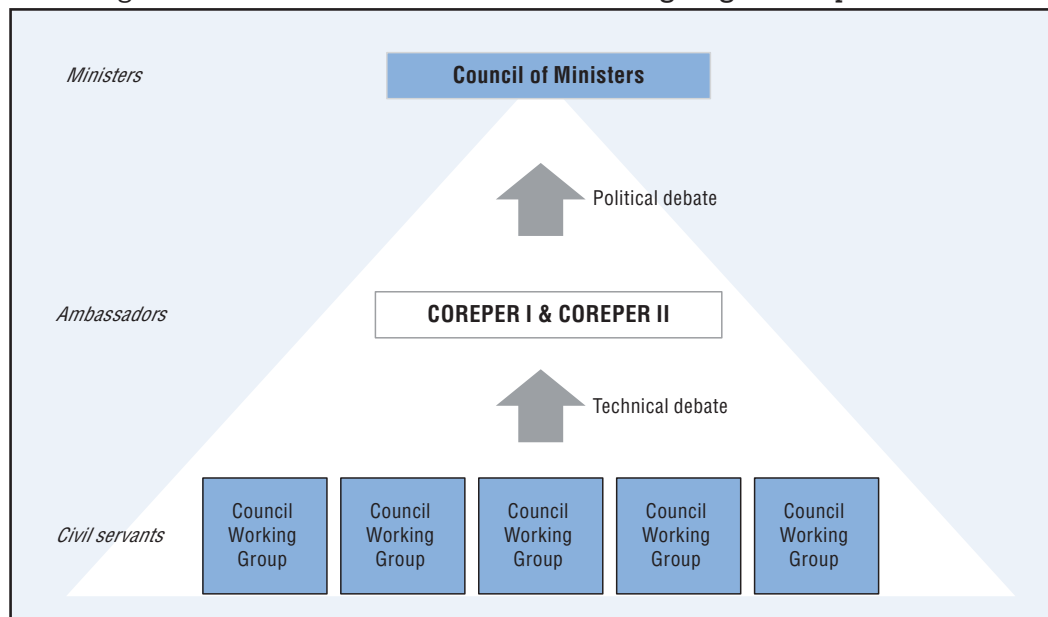 Ministers
Council of Ministers
Political debate
Ambassadors
COREPER I & COREPER II
Technical debate
Civil servants
Council
Working
Group
Council
Working
Group
Council
Working
Group
Council
Working
Group
Council
Working
Group